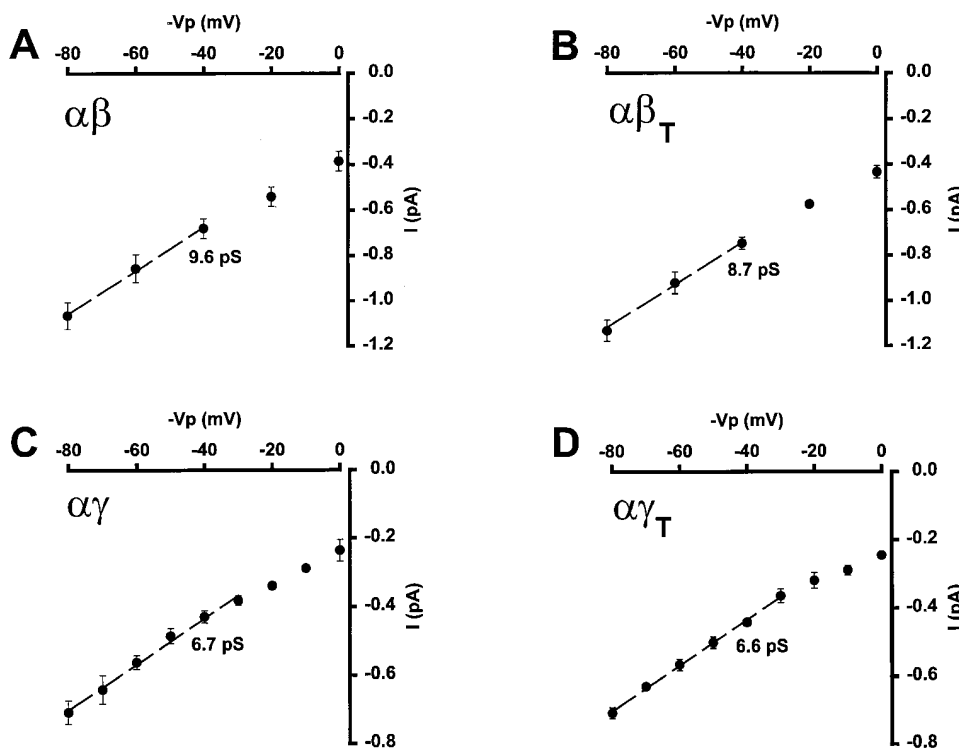 A
-Vp (mV)
-80 -60 -40 -20 0
0.0
-0.2
-0.4
-0.6
-0.8
-1.0
-1.2
I (pA)
αβ
9.6 pS
B
-Vp (mV)
-80 -60 -40 -20 0
0.0
-0.2
-0.4
-0.6
-0.8
-1.0
-1.2
I (pA)
αβT
8.7 pS
C
-Vp (mV)
-80 -60 -40 -20 0
0.0
-0.2
-0.4
-0.6
-0.8
I (pA)
αγ
6.7 pS
D
-Vp (mV)
-80 -60 -40 -20 0
0.0
-0.2
-0.4
-0.6
-0.8
I (pA)
αγT
6.6 pS